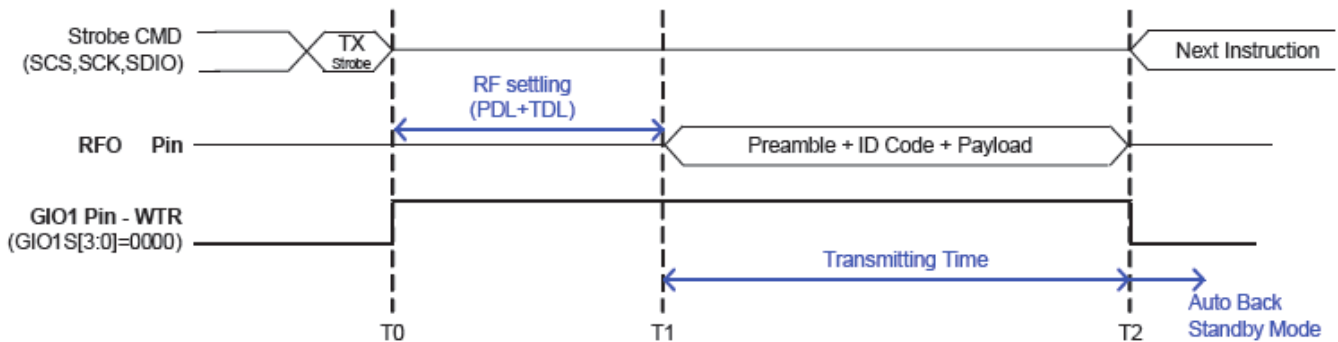 Strobe CMD
(SCS,SCK,SDIO)
TX
Strobe
Next Instruction
RF settling
(PDL+TDL)
RFO Pin
Preamble + ID Code + Payload
GIO1 Pin - WTR
(GIO1S[3:0]=0000)
Transmitting Time
Auto Back
Standby Mode
T0
T1
T2